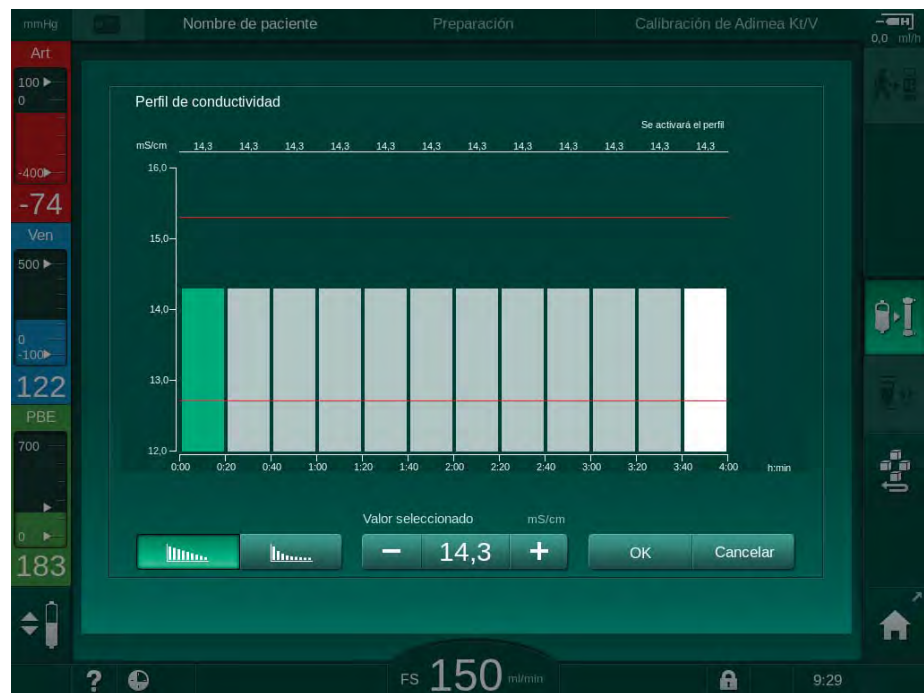 mmHg Nombre de paciente Preparación Calibración de Adimea Kt/V
0,0 ml/h
Art
100
0
-400
-74
Ven
500
0
-100
122
PBE
700
0
183
Perfil de conductividad
Se activará el perfil
mS/cm 14,3 14,3 14,3 14,3 14,3 14,3 14,3 14,3 14,3 14,3 14,3 14,3
16,0
15,0
14,0
13,0
12,0
0:00 0:20 0:40 1:00 1:20 1:40 2:00 2:20 2:40 3:00 3:20 3:40 4:00 h:min
Valor seleccionado mS/cm
− 14,3 + OK Cancelar
? FS 150 ml/min 9:29